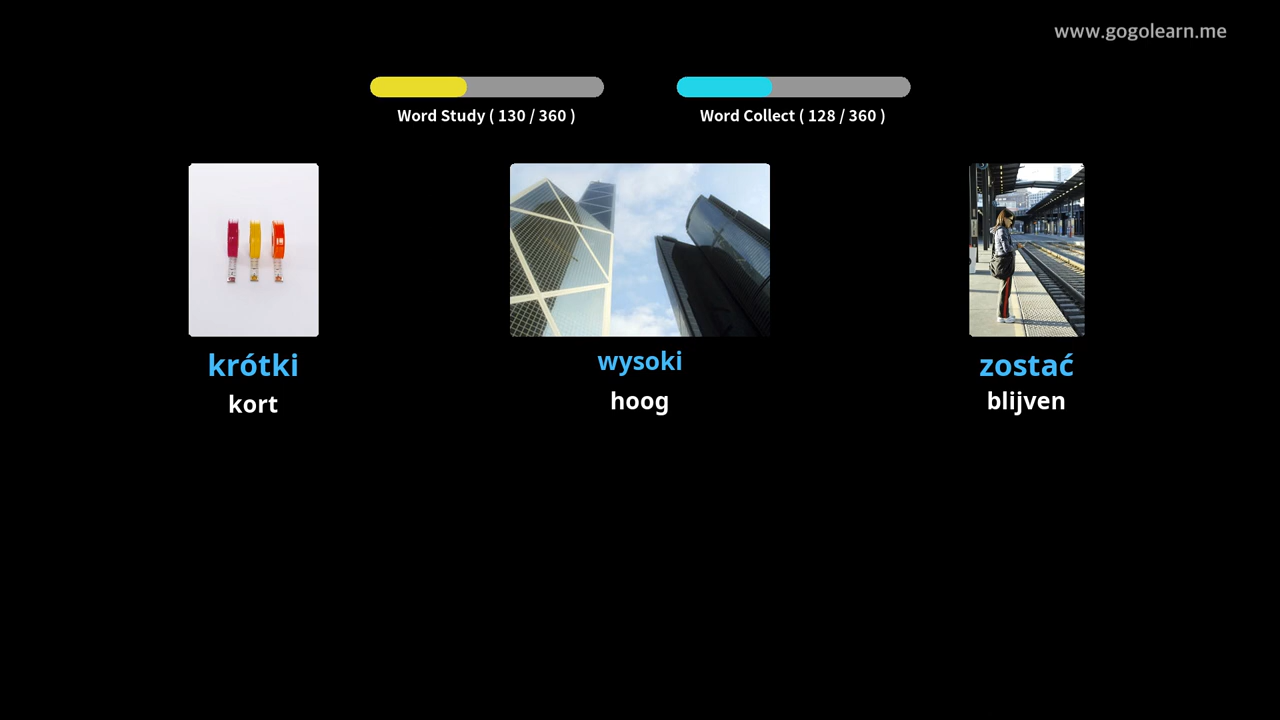 www.gogolearn.me
Word Study ( 130 / 360 )
Word Collect ( 128 / 360 )
krótki
kort
wysoki
hoog
zostać
blijven